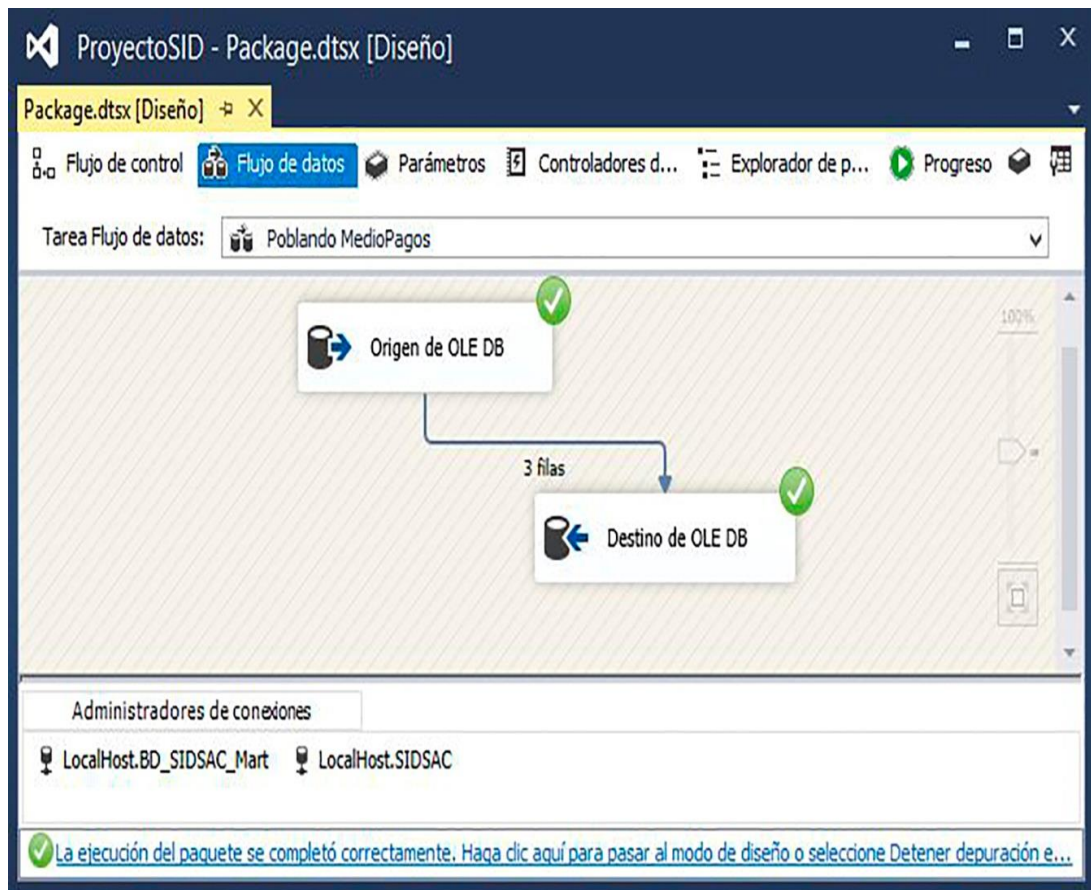 ProyectoSID - Package.dtsx [Diseño]
Package.dtsx [Diseño]
Flujo de control Flujo de datos Parámetros Controladores d... Explorador de p... Progreso
Tarea Flujo de datos: Poblando MedioPagos
100%
Origen de OLE DB
3 filas
Destino de OLE DB
Administradores de conexiones
LocalHost.BD_SIDSAC_Mart LocalHost.SIDSAC
La ejecución del paquete se completó correctamente. Haga clic aquí para pasar al modo de diseño o seleccione Detener depuración e...